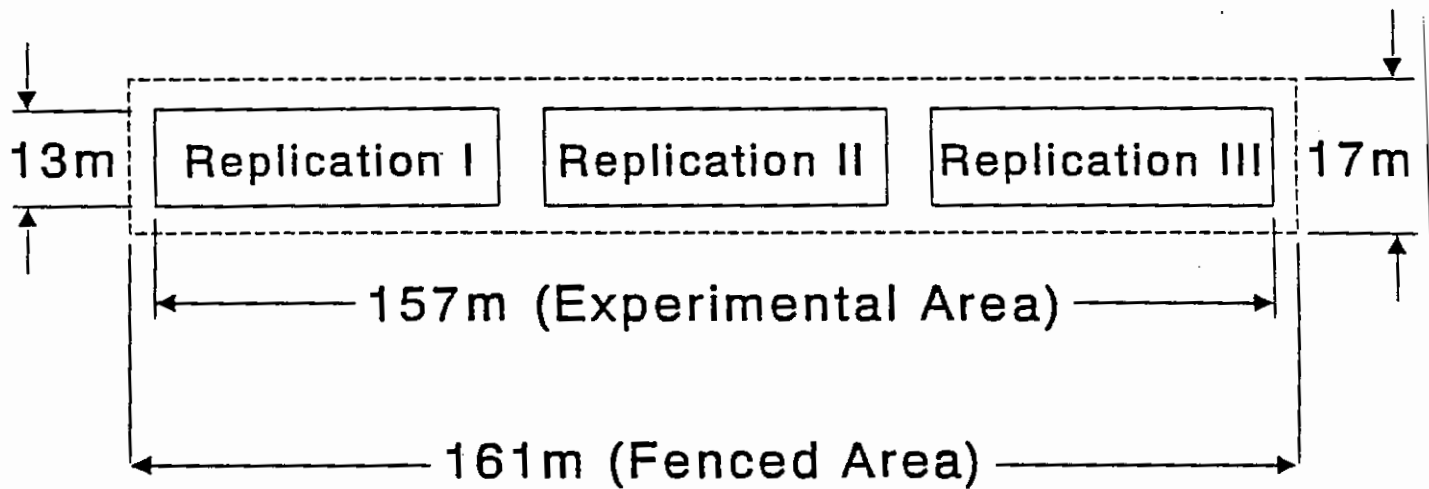 13m
Replication I
Replication II
Replication III
17m
157m (Experimental Area)
161m (Fenced Area)